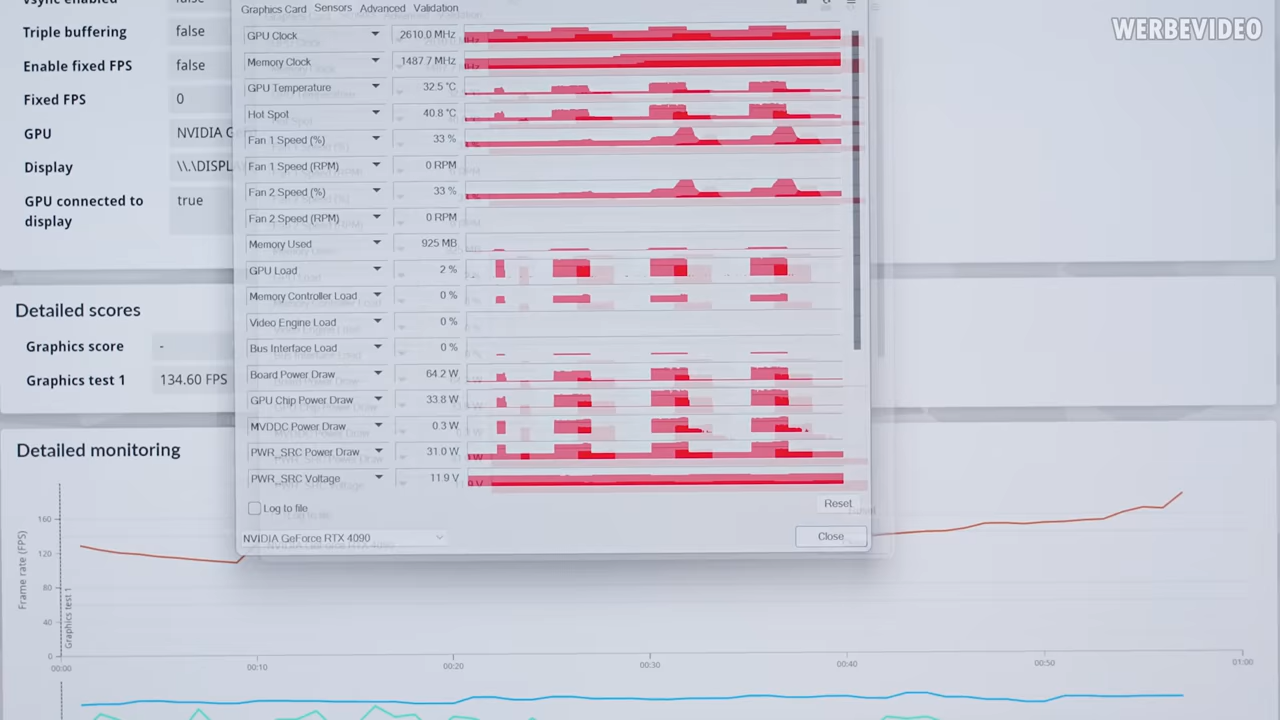 WERBEVIDEO
Graphics Card Sensors Advanced Validation
GPU Clock 2610.0 MHz
Memory Clock 1487.7 MHz
GPU Temperature 32.5 °C
Hot Spot 40.8 °C
Fan 1 Speed (%) 33 %
Fan 1 Speed (RPM) 0 RPM
Fan 2 Speed (%) 33 %
Fan 2 Speed (RPM) 0 RPM
Memory Used 925 MB
GPU Load 2 %
Memory Controller Load 0 %
Video Engine Load 0 %
Bus Interface Load 0 %
Board Power Draw 64.2 W
GPU Chip Power Draw 33.8 W
MVDDC Power Draw 0.3 W
PWR_SRC Power Draw 31.0 W
PWR_SRC Voltage 11.9 V
Log to file
Reset
NVIDIA GeForce RTX 4090
Close
Triple buffering false
Enable fixed FPS false
Fixed FPS 0
GPU NVIDIA G
Display \\.\DISPL
GPU connected to true
display
Detailed scores
Graphics score -
Graphics test 1 134.60 FPS
Detailed monitoring
Frame rate (FPS)
Graphics test 1
160
120
80
40
0
00:00 00:10 00:20 00:30 00:40 00:50 01:00